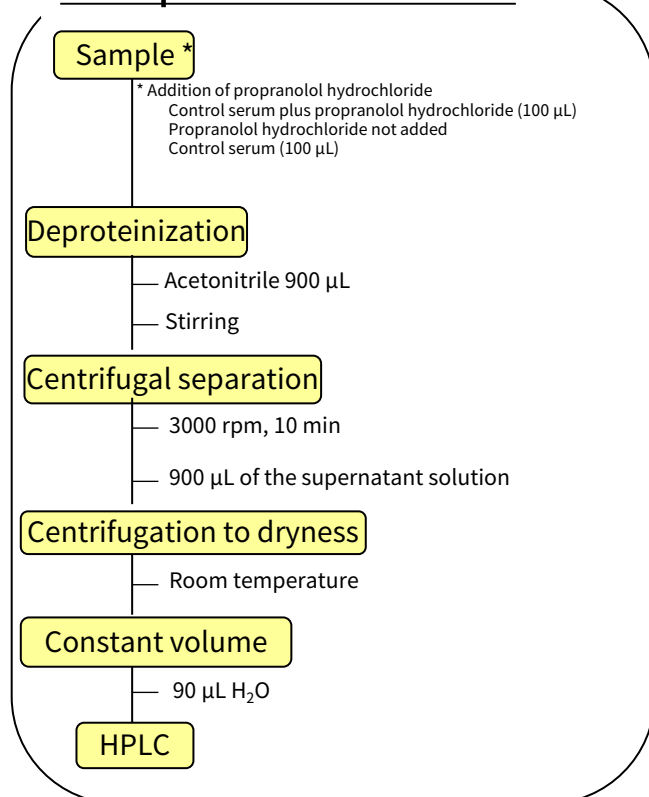 Sample *
* Addition of propranolol hydrochloride
Control serum plus propranolol hydrochloride (100 µL)
Propranolol hydrochloride not added
Control serum (100 µL)
Deproteinization
Acetonitrile 900 µL
Stirring
Centrifugal separation
3000 rpm, 10 min
900 µL of the supernatant solution
Centrifugation to dryness
Room temperature
Constant volume
90 µL H₂O
HPLC